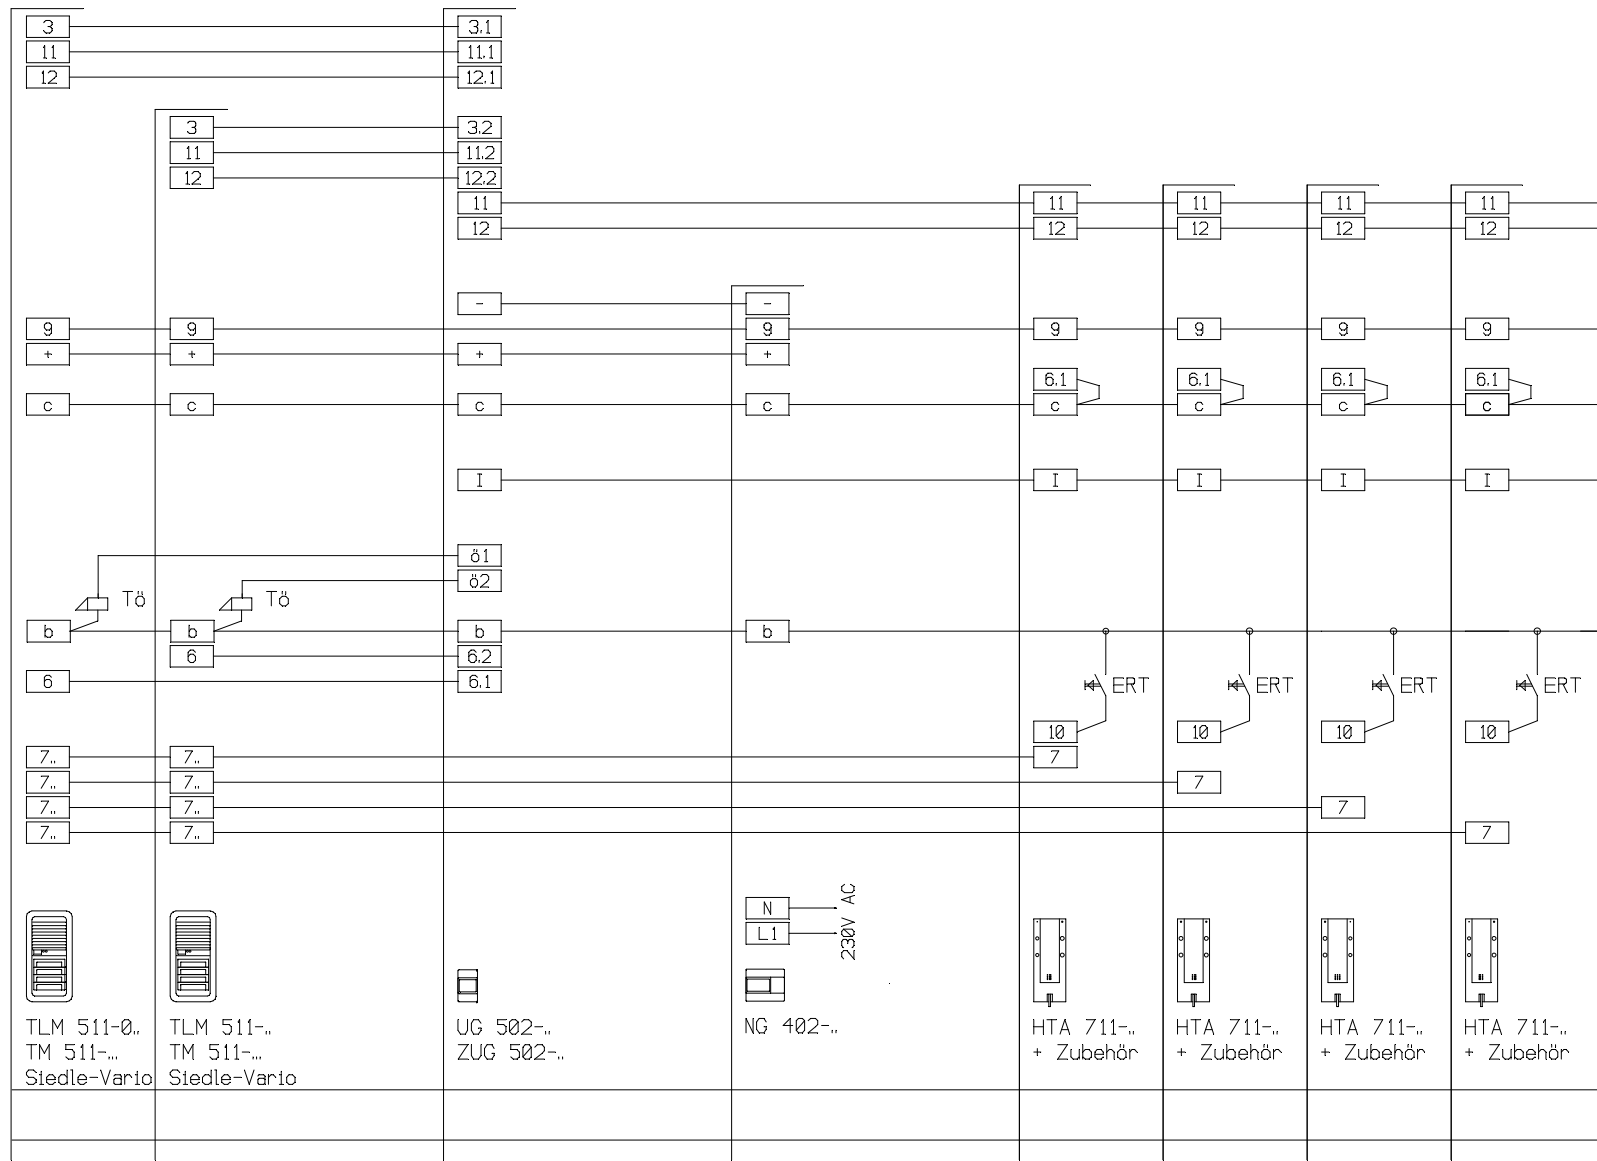 3 3.1
11 11.1
12 12.1
3 3.2
11 11.2
12 12.2
11 11 11 11 11
12 12 12 12 12
- -
9 9 9 9 9 9 9
+ + + +
6.1 6.1 6.1 6.1
c c c c c c c c
I I I I I
ö1
ö2
Tö Tö
b b b b
6 6.2
6 6.1
ERT ERT ERT ERT
10 10 10 10
7.. 7.. 7
7.. 7.. 7
7.. 7.. 7
7.. 7.. 7
N
L1
230V AC
TLM 511-0..
TM 511-...
Siedle-Vario
TLM 511-..
TM 511-...
Siedle-Vario
UG 502-..
ZUG 502-..
NG 402-..
HTA 711-..
+ Zubehör
HTA 711-..
+ Zubehör
HTA 711-..
+ Zubehör
HTA 711-..
+ Zubehör